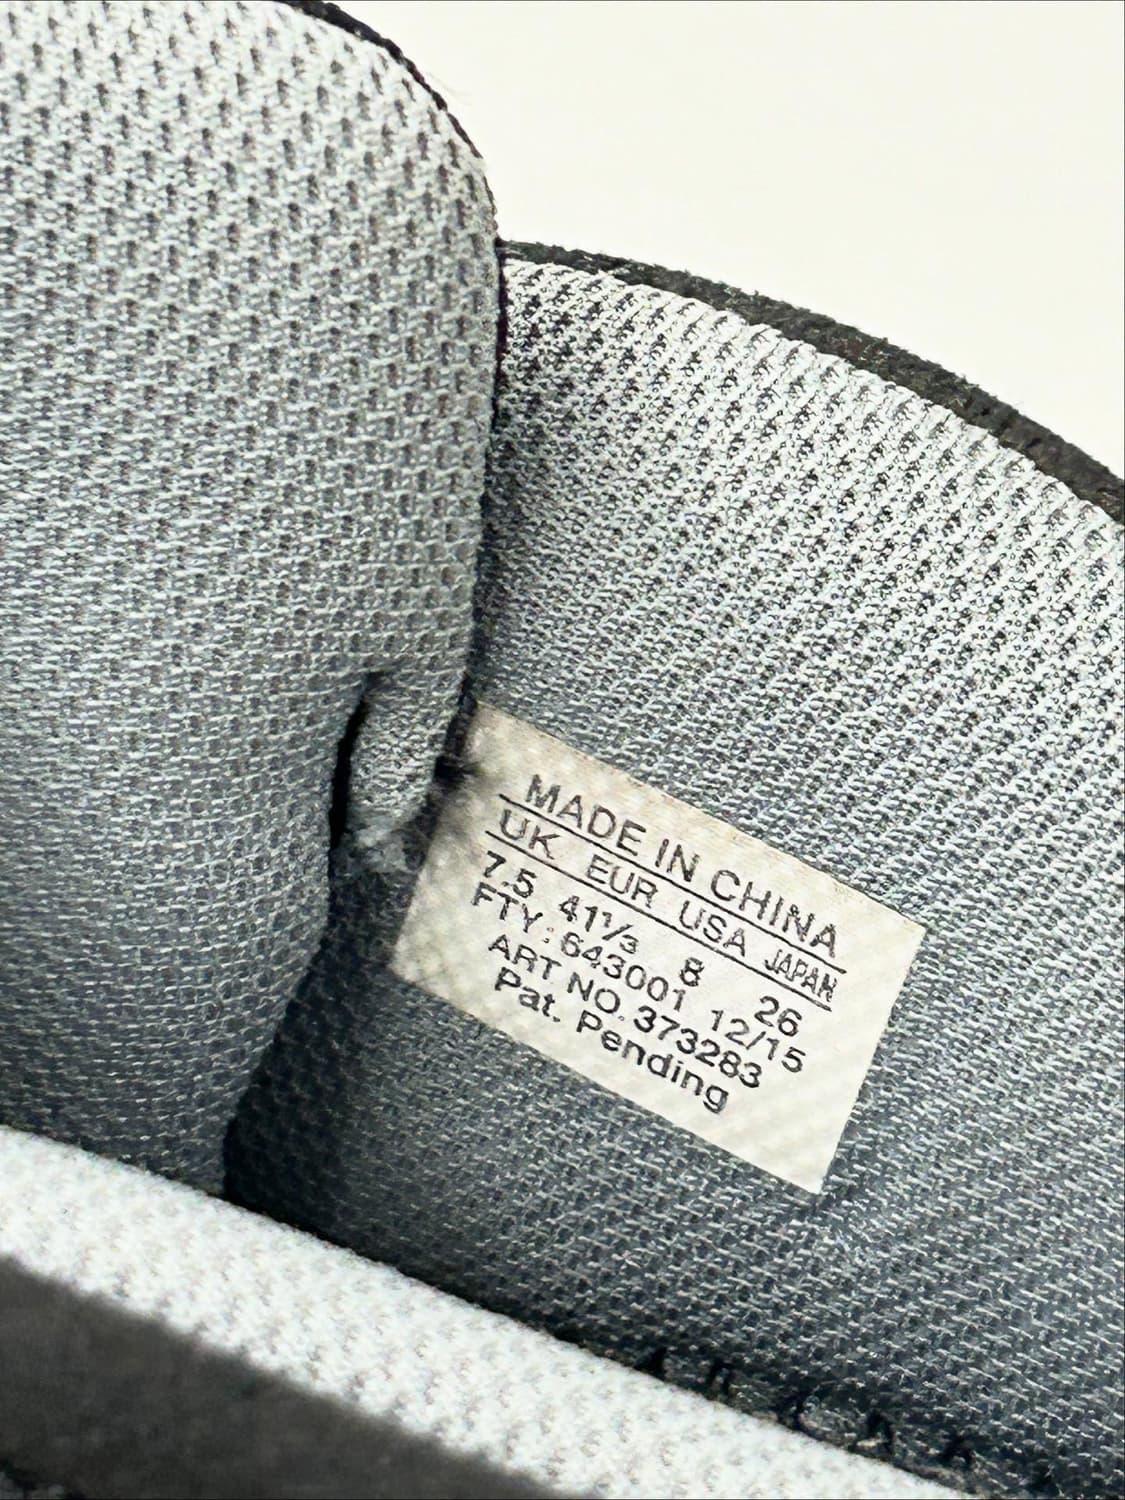 MADE IN CHINA
UK EUR USA JAPAN
7.5 41⅓ 8 26
FTY:643001 12/15
ART NO.373283
Pat. Pending